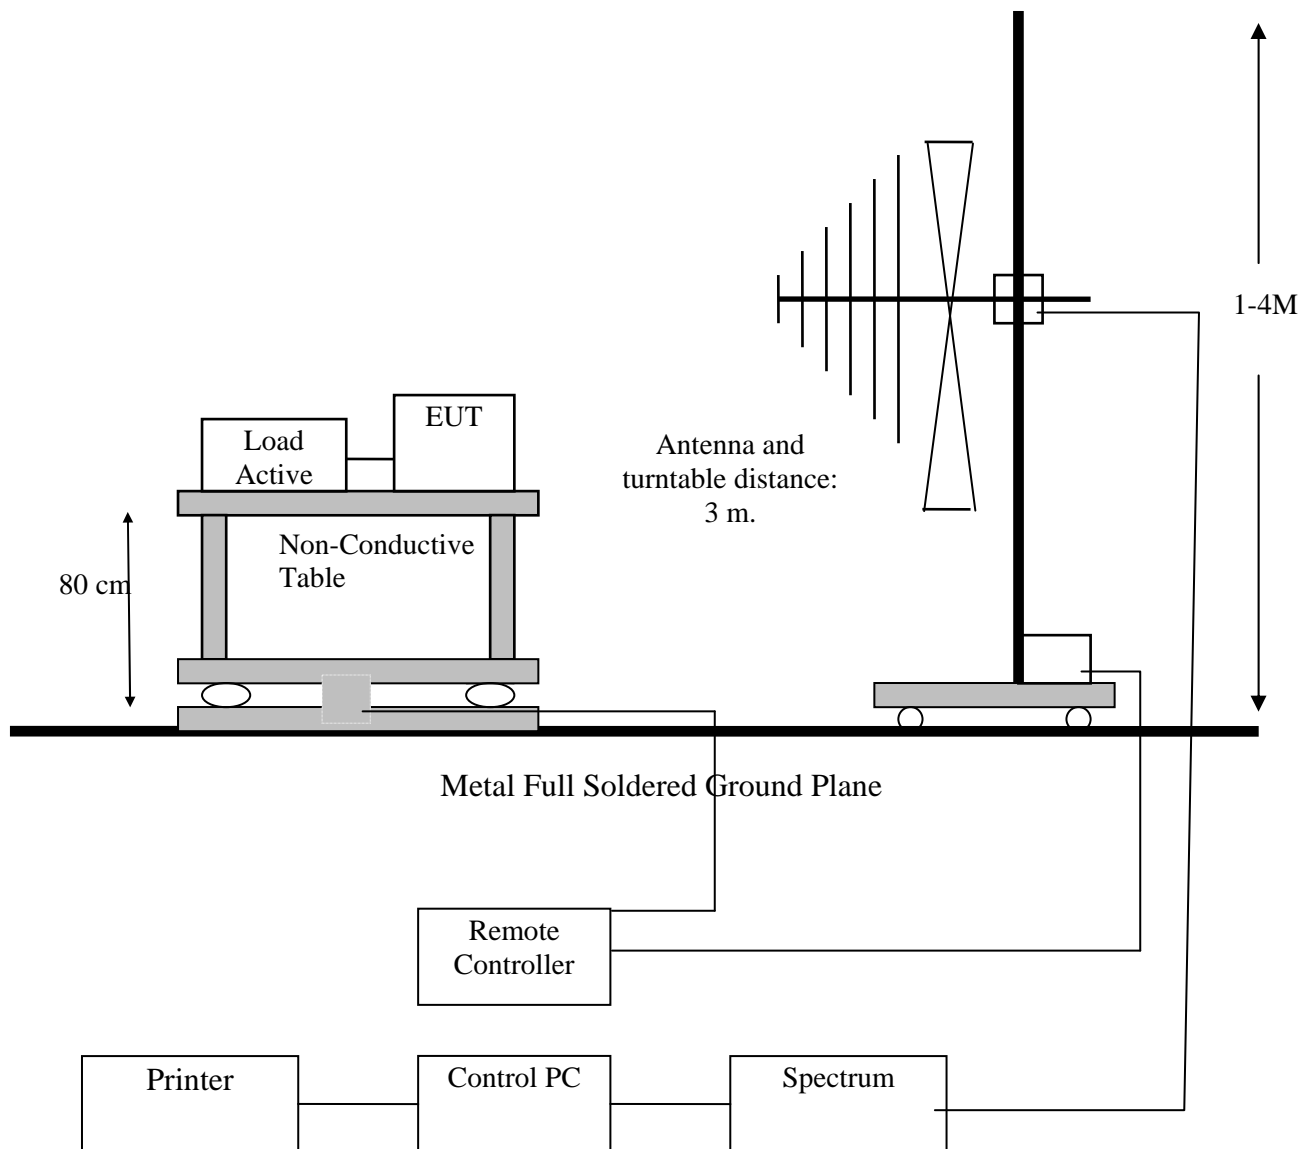 1-4M
EUT
Load
Active
Antenna and
turntable distance:
3 m.
Non-Conductive
Table
80 cm
Metal Full Soldered Ground Plane
Remote
Controller
Printer
Control PC
Spectrum